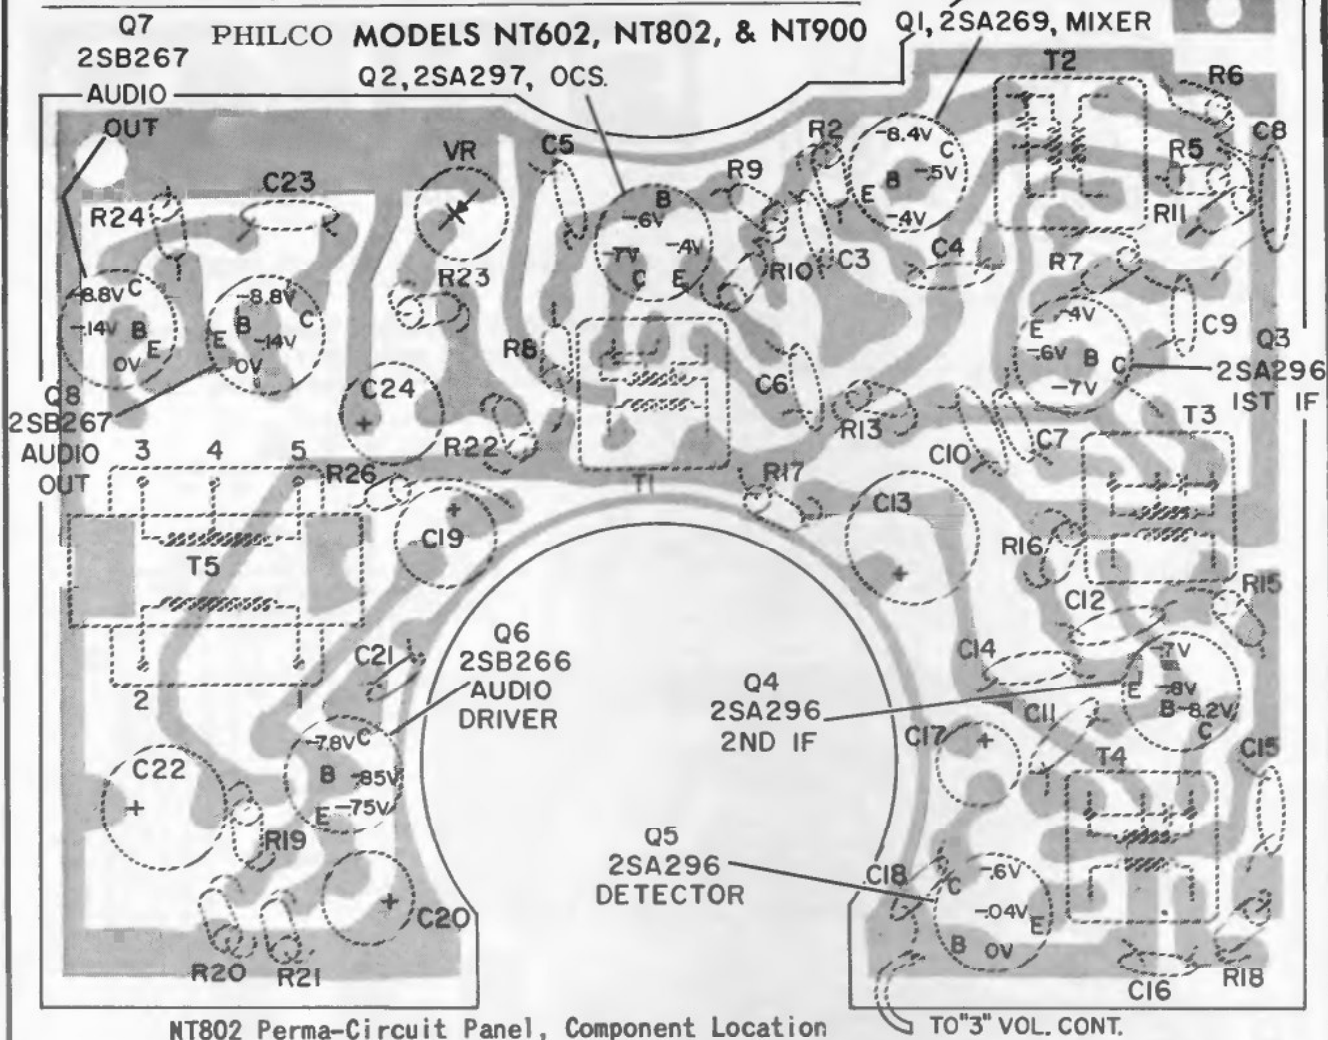 PHILCO MODELS NT602, NT802, & NT900
Q1, 2SA269, MIXER
Q2, 2SA297, OCS.
Q7
2SB267
AUDIO
OUT
T2
R6
C8
R5
R11
R2
-8.4V
C
B
-.5V
E
-.4V
VR
C5
R9
C23
R24
B
-.6V
-.7V
-.4V
C
E
R10
C3
C4
R7
R23
-8.8V
C
-.14V
B
E
0V
-8.8V
B
C
E
-.14V
0V
R8
C6
E
-.4V
-.6V
B
C
-.7V
C9
Q3
2SA296
1ST IF
Q8
2SB267
AUDIO
OUT
C24
+
R22
R13
C10
C7
T3
3
4
5
R26
T1
R17
C13
+
+
C19
T5
R16
C12
R15
2
1
C21
Q6
2SB266
AUDIO
DRIVER
Q4
2SA296
2ND IF
C14
C11
-.7V
E
-.8V
B
-8.2V
C
C17
+
T4
C15
-7.8V
C
B
-.85V
E
-.75V
C22
+
R19
Q5
2SA296
DETECTOR
C18
C
-.6V
-.04V
E
B
0V
+
C20
R20
R21
C16
R18
NT802 Perma-Circuit Panel, Component Location
TO "3" VOL. CONT.